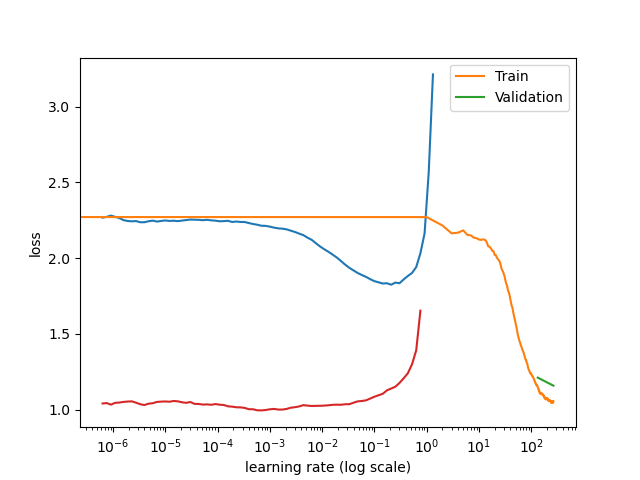 Train
Validation
3.0
2.5
2.0
1.5
1.0
loss
10⁻⁶ 10⁻⁵ 10⁻⁴ 10⁻³ 10⁻² 10⁻¹ 10⁰ 10¹ 10²
learning rate (log scale)